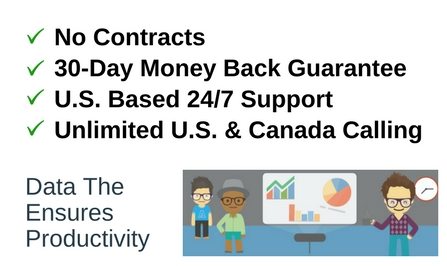 No Contracts
30-Day Money Back Guarantee
U.S. Based 24/7 Support
Unlimited U.S. & Canada Calling
Data The
Ensures
Productivity